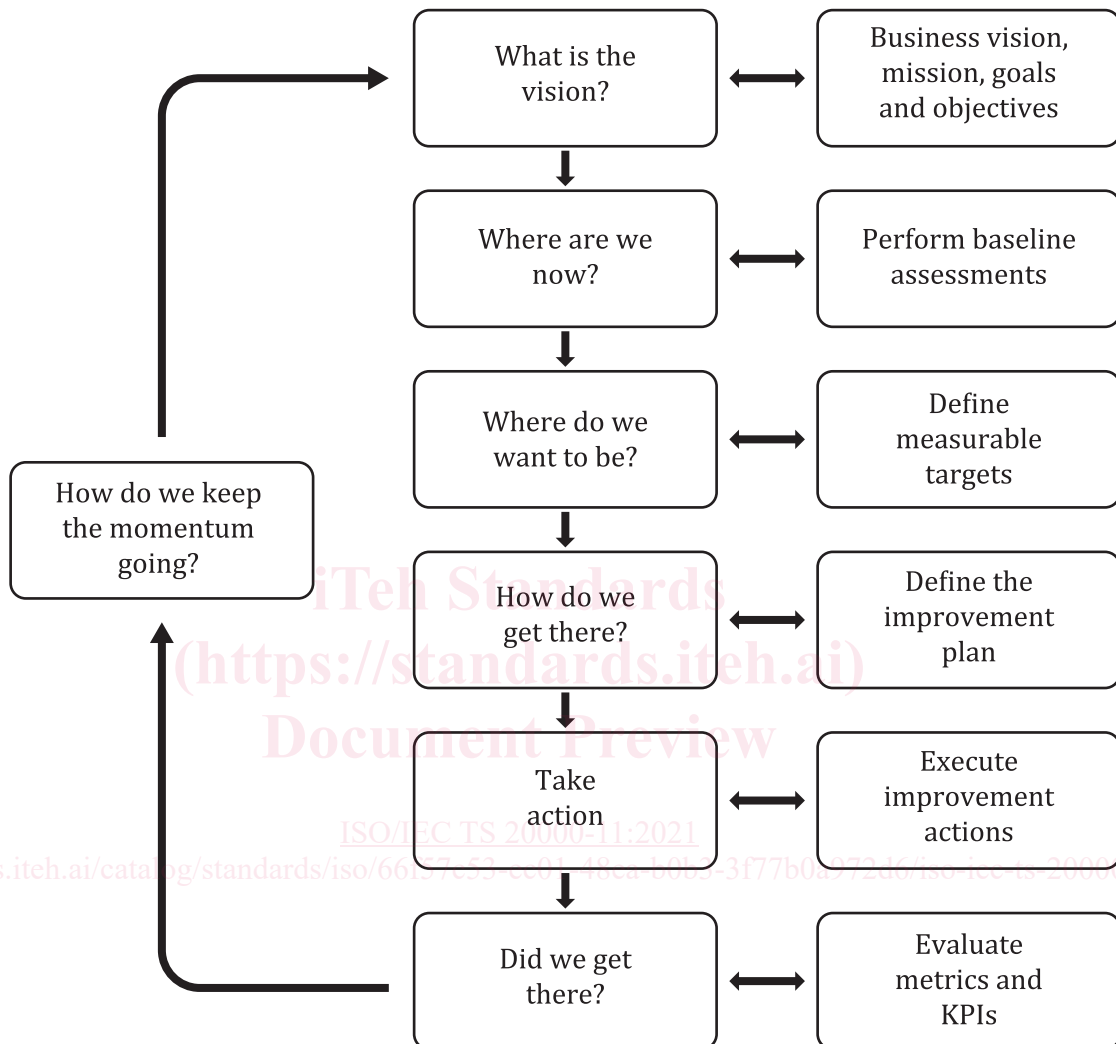 What is the
vision?
Business vision,
mission, goals
and objectives
Where are we
now?
Perform baseline
assessments
Where do we
want to be?
Define
measurable
targets
How do we keep
the momentum
going?
How do we
get there?
Define the
improvement
plan
iTeh Standards
(https://standards.iteh.ai)
Document Preview
Take
action
Execute
improvement
actions
ISO/IEC TS 20000-11:2021
Did we get
there?
Evaluate
metrics and
KPIs